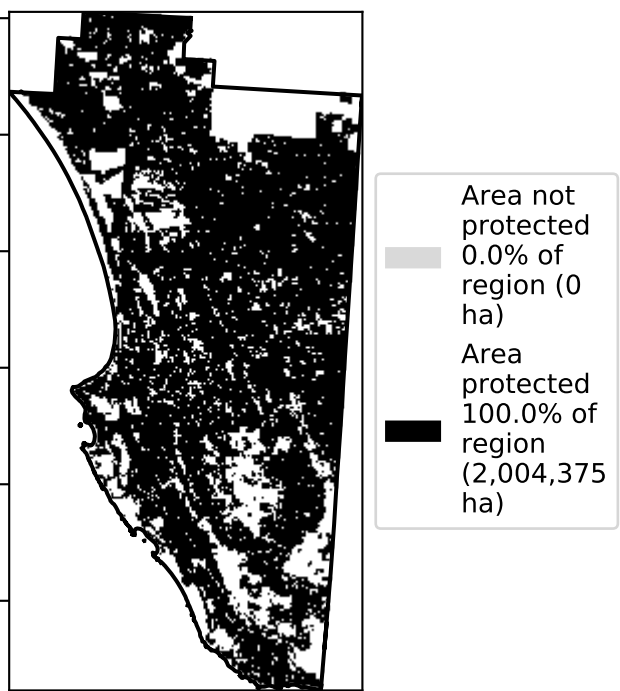 Area not
protected
0.0% of
region (0
ha)
Area
protected
100.0% of
region
(2,004,375
ha)